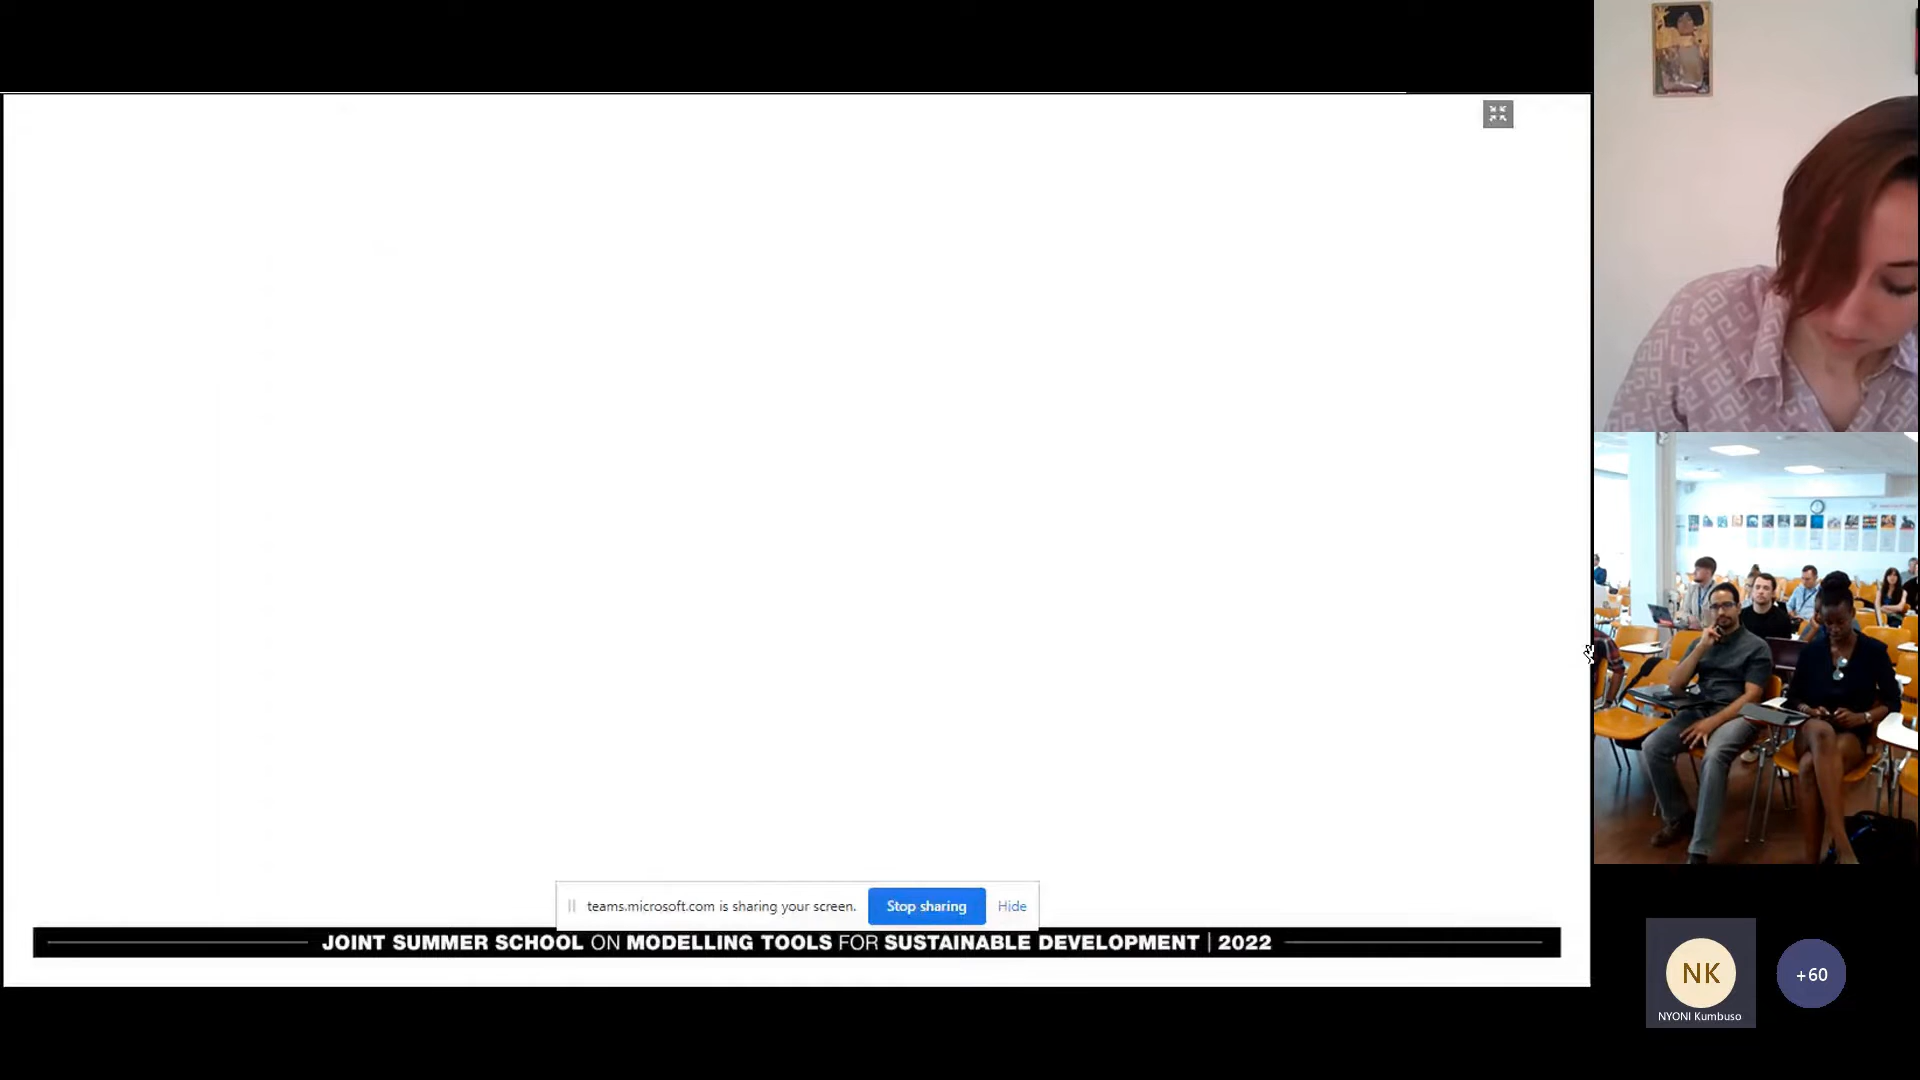 teams.microsoft.com is sharing your screen.
Stop sharing
Hide
JOINT SUMMER SCHOOL ON MODELLING TOOLS FOR SUSTAINABLE DEVELOPMENT | 2022
NK
NYONI Kumbuso
+60